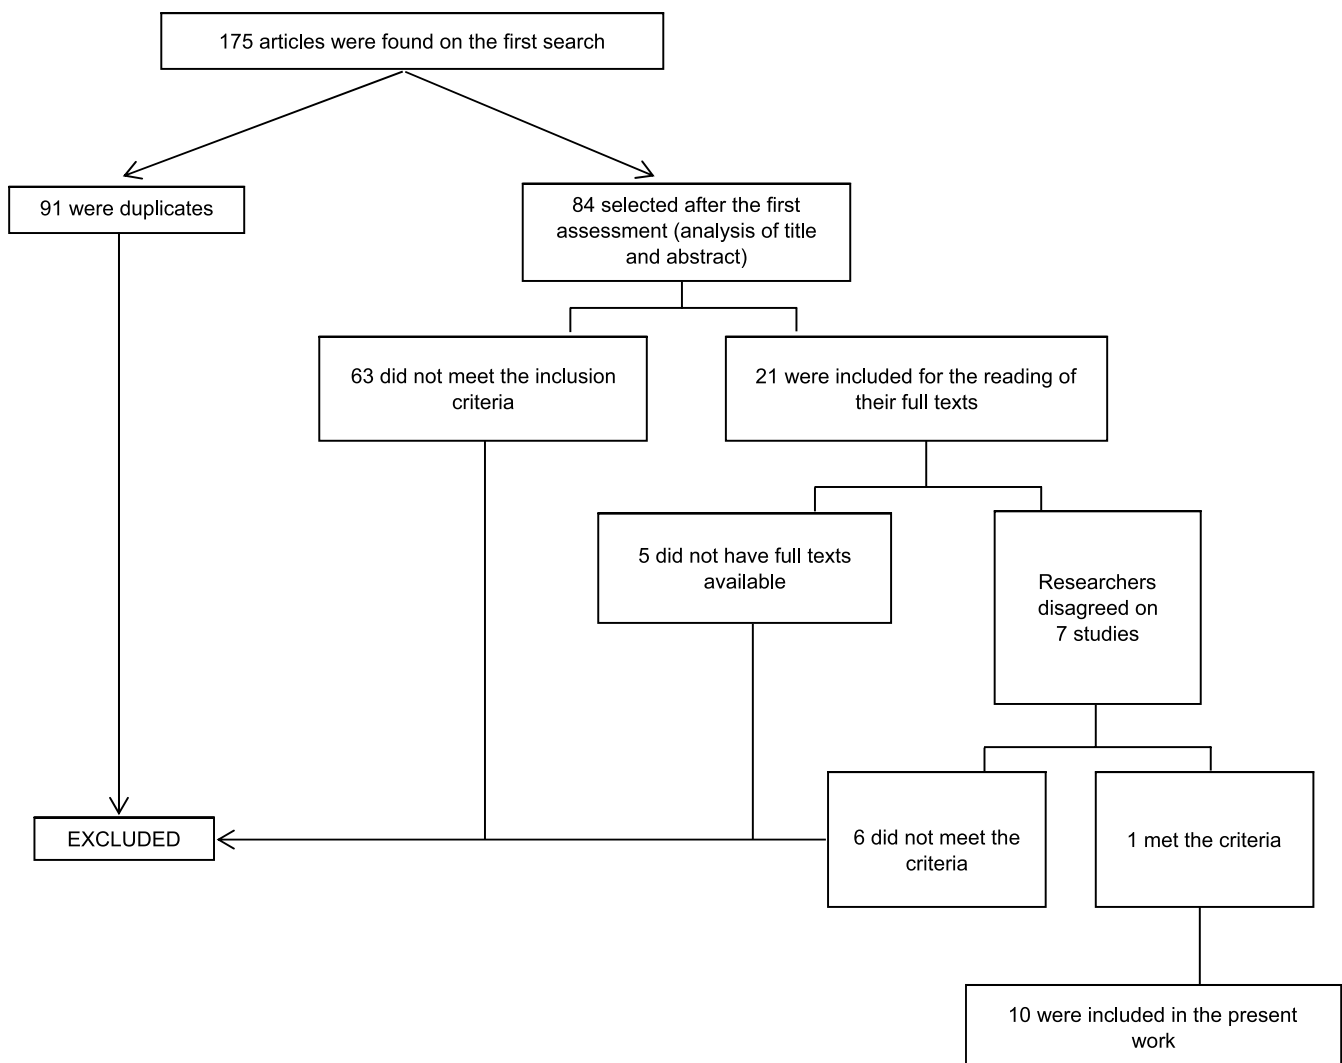 175 articles were found on the first search
91 were duplicates
84 selected after the first
assessment (analysis of title
and abstract)
63 did not meet the inclusion
criteria
21 were included for the reading of
their full texts
5 did not have full texts
available
Researchers
disagreed on
7 studies
EXCLUDED
6 did not meet the
criteria
1 met the criteria
10 were included in the present
work